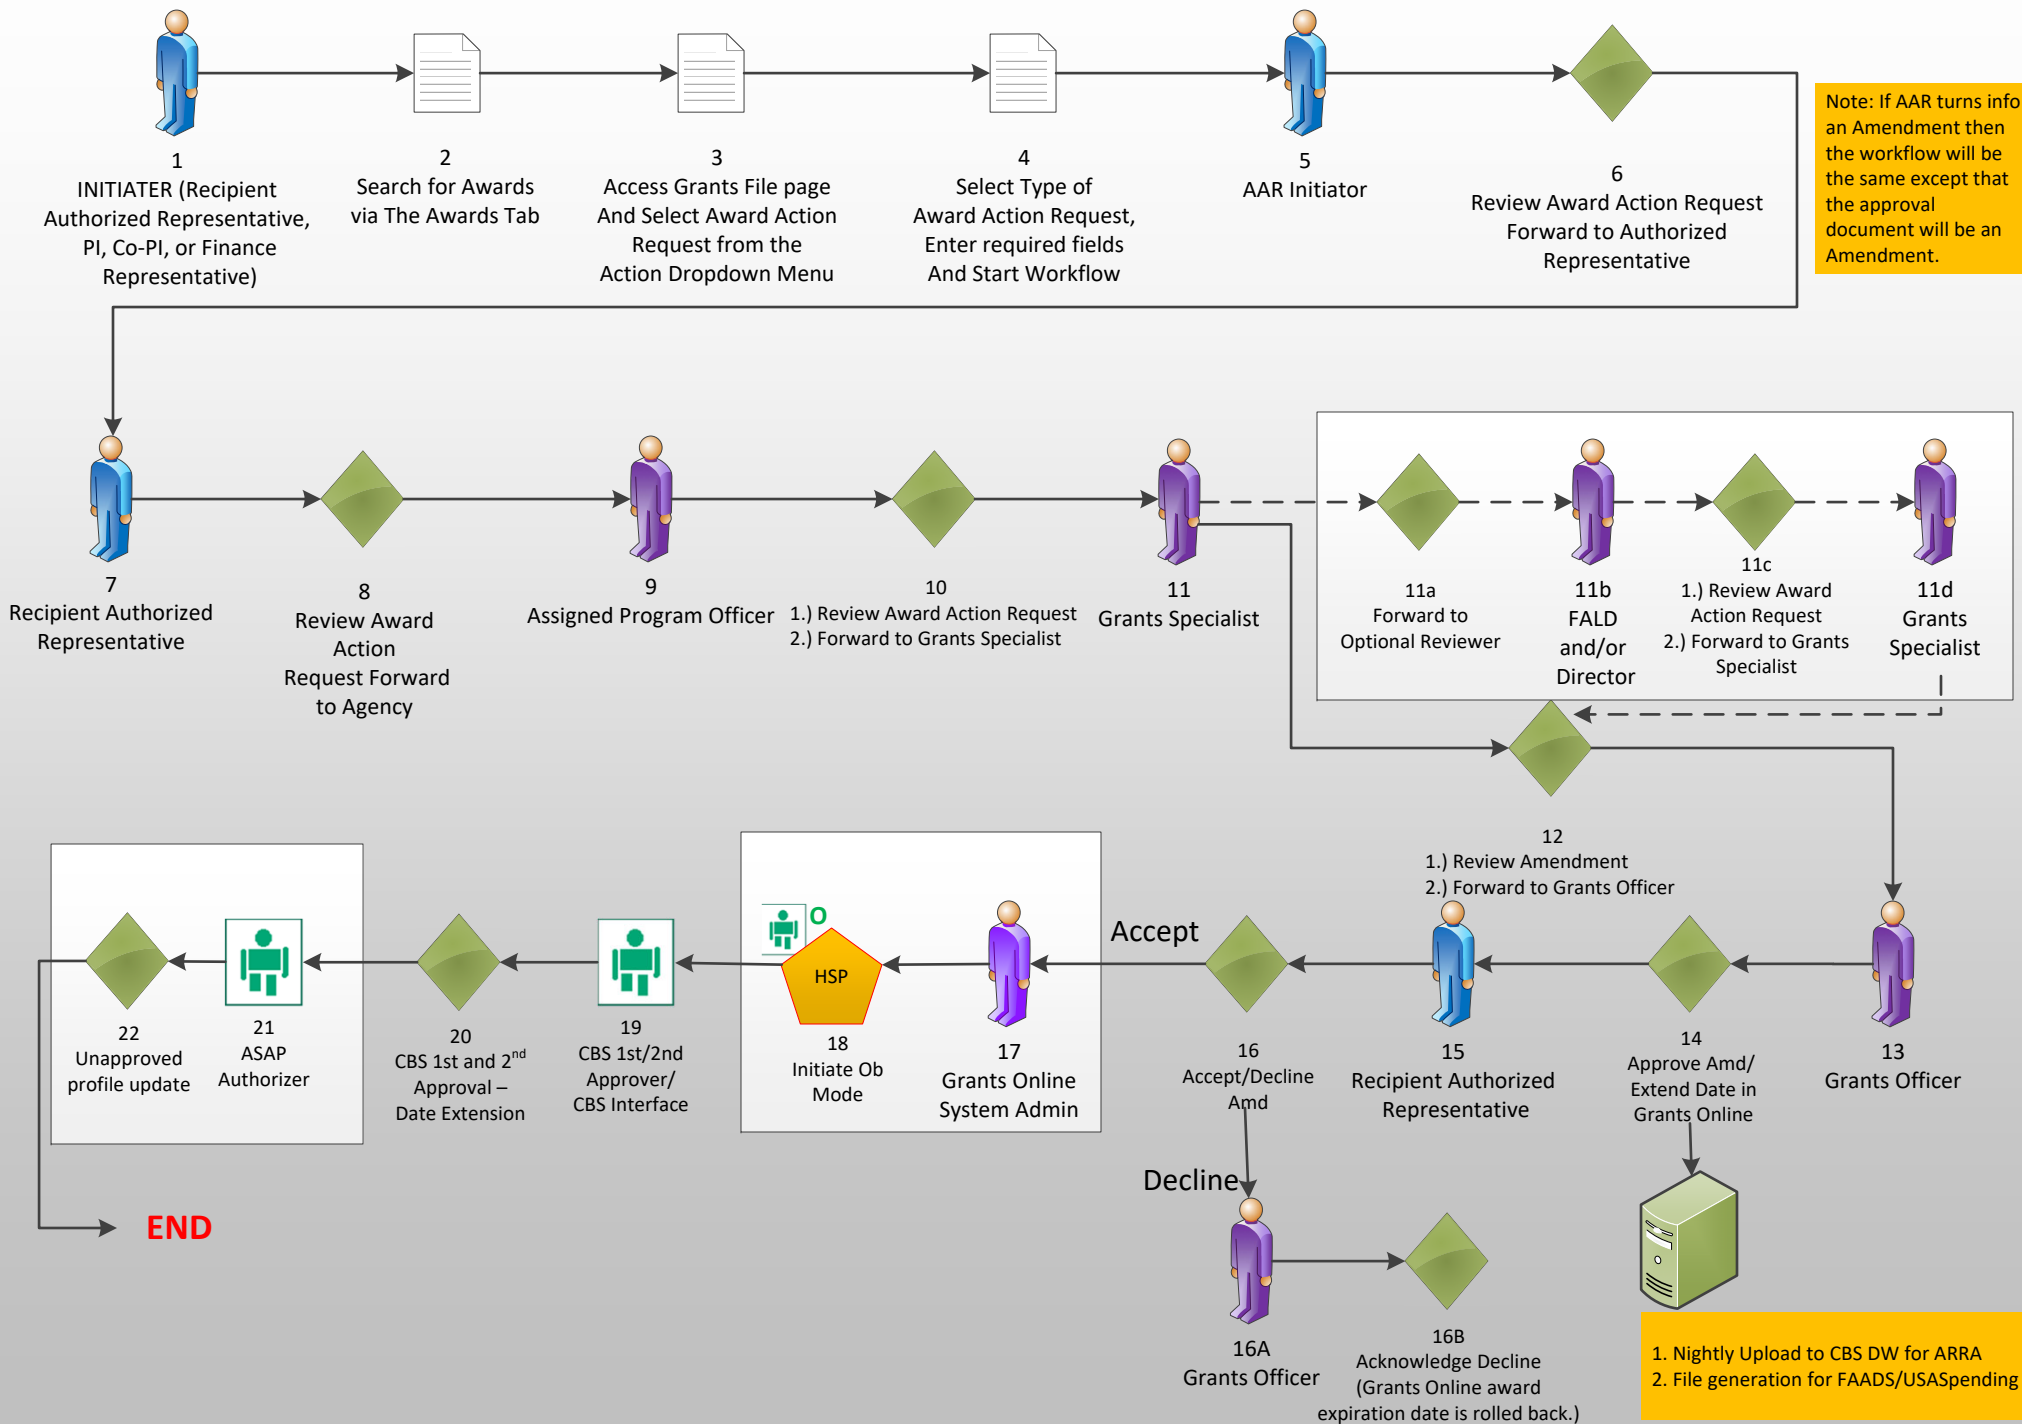 1
INITIATER (Recipient
Authorized Representative,
PI, Co-PI, or Finance
Representative)
2
Search for Awards
via The Awards Tab
3
Access Grants File page
And Select Award Action
Request from the
Action Dropdown Menu
4
Select Type of
Award Action Request,
Enter required fields
And Start Workflow
5
AAR Initiator
6
Review Award Action Request
Forward to Authorized
Representative
Note: If AAR turns info
an Amendment then
the workflow will be
the same except that
the approval
document will be an
Amendment.
7
Recipient Authorized
Representative
8
Review Award
Action
Request Forward
to Agency
9
Assigned Program Officer
10
1.) Review Award Action Request
2.) Forward to Grants Specialist
11
Grants Specialist
11a
Forward to
Optional Reviewer
11b
FALD
and/or
Director
11c
1.) Review Award
Action Request
2.) Forward to Grants
Specialist
11d
Grants
Specialist
12
1.) Review Amendment
2.) Forward to Grants Officer
13
Grants Officer
14
Approve Amd/
Extend Date in
Grants Online
15
Recipient Authorized
Representative
16
Accept/Decline
Amd
Accept
Decline
17
Grants Online
System Admin
O
HSP
18
Initiate Ob
Mode
19
CBS 1st/2nd
Approver/
CBS Interface
20
CBS 1st and 2nd
Approval –
Date Extension
21
ASAP
Authorizer
22
Unapproved
profile update
END
16A
Grants Officer
16B
Acknowledge Decline
(Grants Online award
expiration date is rolled back.)
1. Nightly Upload to CBS DW for ARRA
2. File generation for FAADS/USASpending